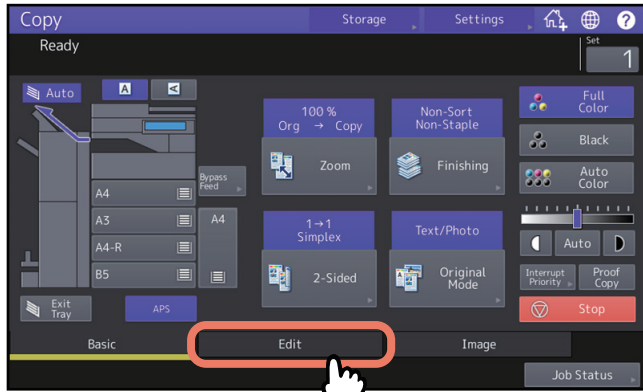 Copy
Storage
Settings
?
Ready
Set
1
Auto
A
A
100 %
Org → Copy
Zoom
Non-Sort
Non-Staple
Finishing
Full
Color
Black
Auto
Color
Bypass
Feed
A4
A3
A4-R
B5
A4
1→1
Simplex
2-Sided
Text/Photo
Original
Mode
Auto
Interrupt
Priority
Proof
Copy
Exit
Tray
APS
Stop
Basic
Edit
Image
Job Status